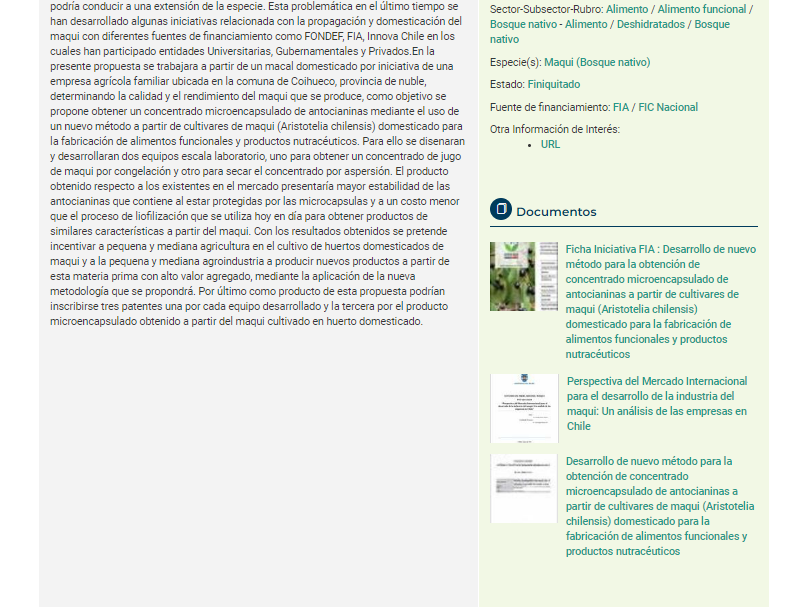 podría conducir a una extensión de la especie. Esta problemática en el último tiempo se
han desarrollado algunas iniciativas relacionada con la propagación y domesticación del
maqui con diferentes fuentes de financiamiento como FONDEF, FIA, Innova Chile en los
cuales han participado entidades Universitarias, Gubernamentales y Privados.En la
presente propuesta se trabajara a partir de un macal domesticado por iniciativa de una
empresa agrícola familiar ubicada en la comuna de Coihueco, provincia de nuble,
determinando la calidad y el rendimiento del maqui que se produce, como objetivo se
propone obtener un concentrado microencapsulado de antocianinas mediante el uso de
un nuevo método a partir de cultivares de maqui (Aristotelia chilensis) domesticado para
la fabricación de alimentos funcionales y productos nutracéuticos. Para ello se disenaran
y desarrollaran dos equipos escala laboratorio, uno para obtener un concentrado de jugo
de maqui por congelación y otro para secar el concentrado por aspersión. El producto
obtenido respecto a los existentes en el mercado presentaría mayor estabilidad de las
antocianinas que contiene al estar protegidas por las microcapsulas y a un costo menor
que el proceso de liofilización que se utiliza hoy en día para obtener productos de
similares características a partir del maqui. Con los resultados obtenidos se pretende
incentivar a pequena y mediana agricultura en el cultivo de huertos domesticados de
maqui y a la pequena y mediana agroindustria a producir nuevos productos a partir de
esta materia prima con alto valor agregado, mediante la aplicación de la nueva
metodología que se propondrá. Por último como producto de esta propuesta podrían
inscribirse tres patentes una por cada equipo desarrollado y la tercera por el producto
microencapsulado obtenido a partir del maqui cultivado en huerto domesticado.
Sector-Subsector-Rubro: Alimento / Alimento funcional /
Bosque nativo - Alimento / Deshidratados / Bosque
nativo
Especie(s): Maqui (Bosque nativo)
Estado: Finiquitado
Fuente de financiamiento: FIA / FIC Nacional
Otra Información de Interés:
• URL
Documentos
Ficha Iniciativa FIA : Desarrollo de nuevo
método para la obtención de
concentrado microencapsulado de
antocianinas a partir de cultivares de
maqui (Aristotelia chilensis)
domesticado para la fabricación de
alimentos funcionales y productos
nutracéuticos
Perspectiva del Mercado Internacional
para el desarrollo de la industria del
maqui: Un análisis de las empresas en
Chile
Desarrollo de nuevo método para la
obtención de concentrado
microencapsulado de antocianinas a
partir de cultivares de maqui (Aristotelia
chilensis) domesticado para la
fabricación de alimentos funcionales y
productos nutracéuticos